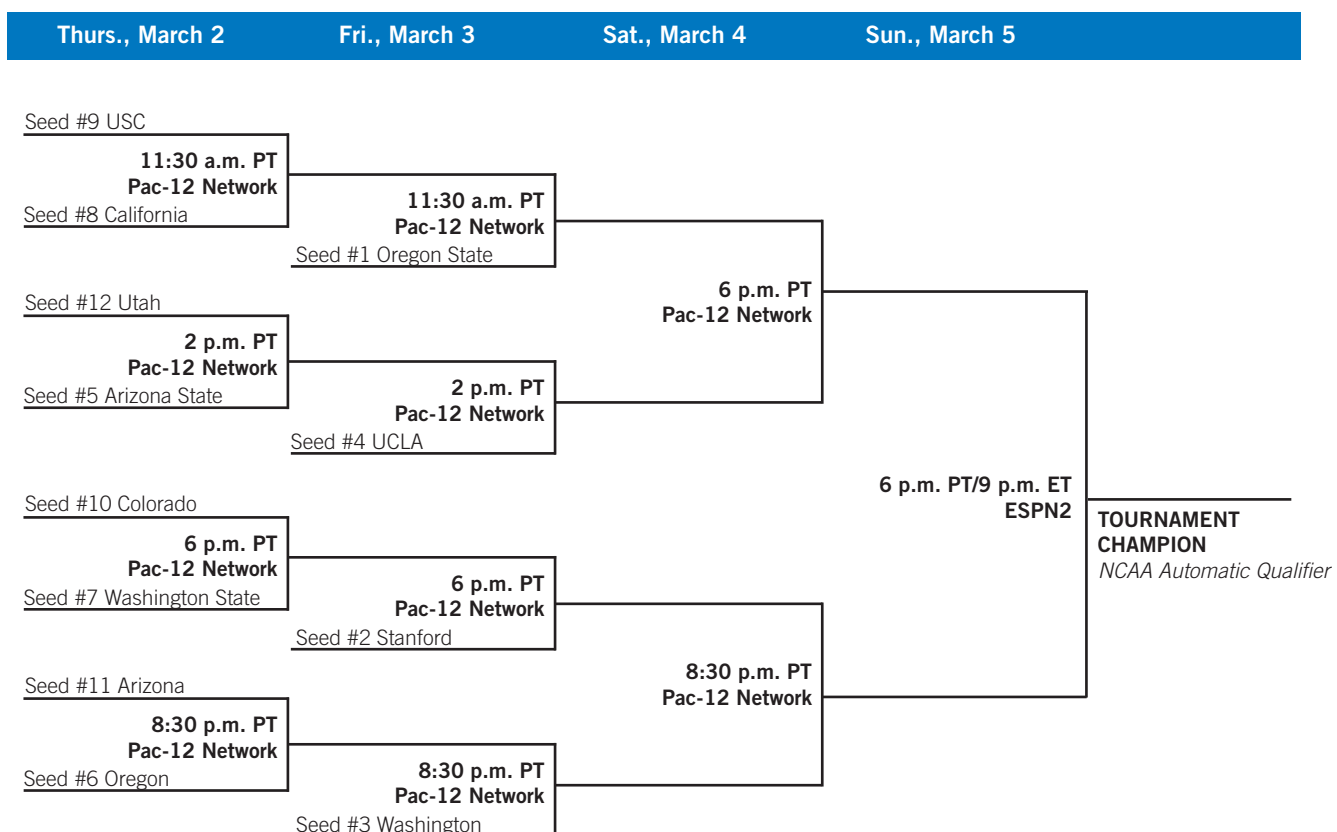 Thurs., March 2 Fri., March 3 Sat., March 4 Sun., March 5
Seed #9 USC
11:30 a.m. PT
Pac-12 Network
Seed #8 California
11:30 a.m. PT
Pac-12 Network
Seed #1 Oregon State
Seed #12 Utah
2 p.m. PT
Pac-12 Network
Seed #5 Arizona State
2 p.m. PT
Pac-12 Network
Seed #4 UCLA
6 p.m. PT
Pac-12 Network
Seed #10 Colorado
6 p.m. PT
Pac-12 Network
Seed #7 Washington State
6 p.m. PT
Pac-12 Network
Seed #2 Stanford
Seed #11 Arizona
8:30 p.m. PT
Pac-12 Network
Seed #6 Oregon
8:30 p.m. PT
Pac-12 Network
Seed #3 Washington
8:30 p.m. PT
Pac-12 Network
6 p.m. PT/9 p.m. ET
ESPN2
TOURNAMENT
CHAMPION
NCAA Automatic Qualifier